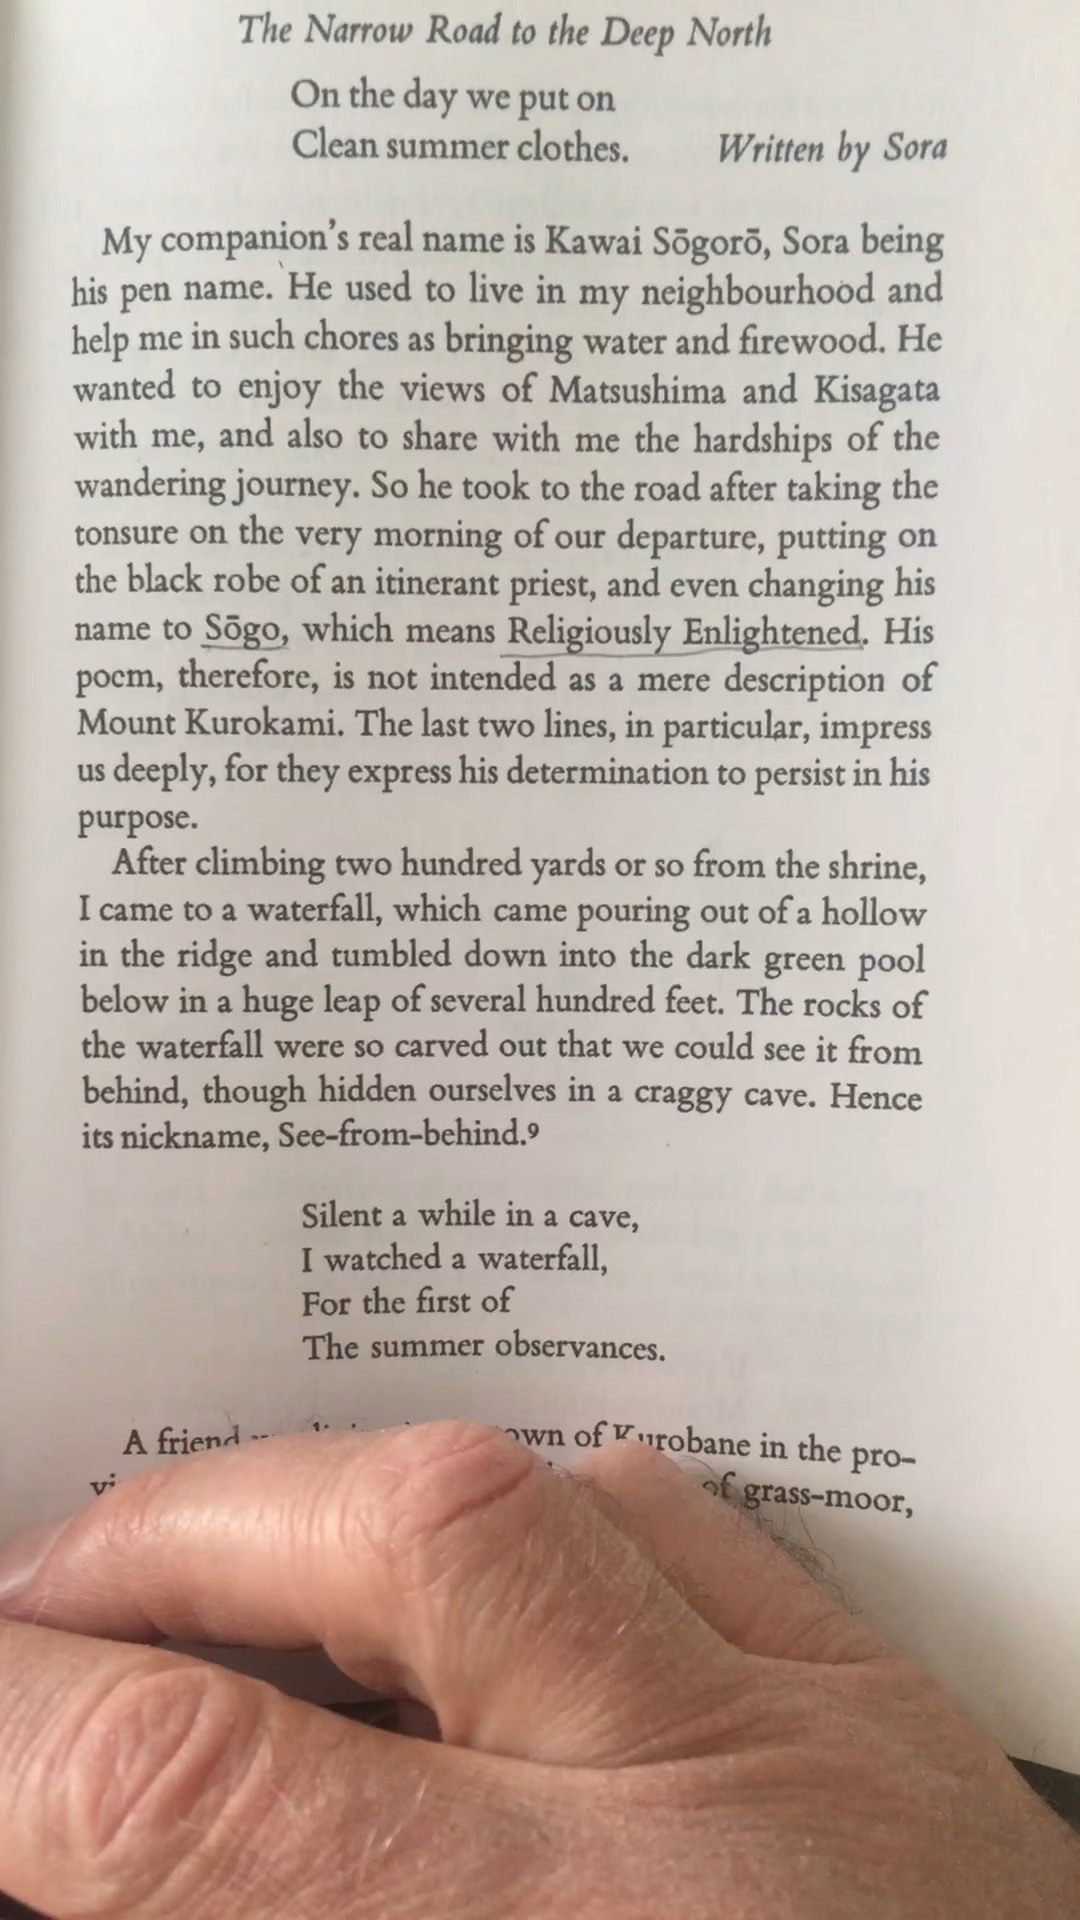 The Narrow Road to the Deep North
On the day we put on
Clean summer clothes. Written by Sora
My companion's real name is Kawai Sōgorō, Sora being
his pen name. He used to live in my neighbourhood and
help me in such chores as bringing water and firewood. He
wanted to enjoy the views of Matsushima and Kisagata
with me, and also to share with me the hardships of the
wandering journey. So he took to the road after taking the
tonsure on the very morning of our departure, putting on
the black robe of an itinerant priest, and even changing his
name to Sōgo, which means Religiously Enlightened. His
poem, therefore, is not intended as a mere description of
Mount Kurokami. The last two lines, in particular, impress
us deeply, for they express his determination to persist in his
purpose.
After climbing two hundred yards or so from the shrine,
I came to a waterfall, which came pouring out of a hollow
in the ridge and tumbled down into the dark green pool
below in a huge leap of several hundred feet. The rocks of
the waterfall were so carved out that we could see it from
behind, though hidden ourselves in a craggy cave. Hence
its nickname, See-from-behind.⁹
Silent a while in a cave,
I watched a waterfall,
For the first of
The summer observances.
A friend of Kurobane in the pro-
of grass-moor,